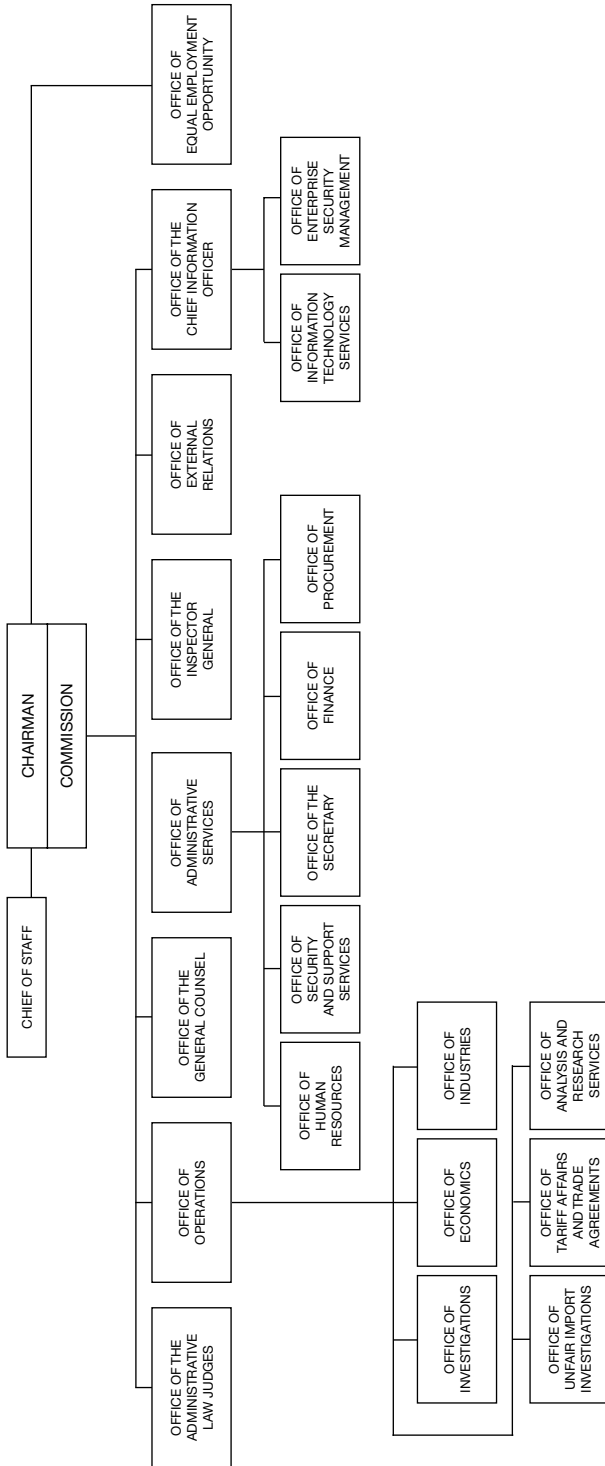 CHIEF OF STAFF
CHAIRMAN
COMMISSION
OFFICE OF THE
ADMINISTRATIVE
LAW JUDGES
OFFICE OF
OPERATIONS
OFFICE OF THE
GENERAL COUNSEL
OFFICE OF
ADMINISTRATIVE
SERVICES
OFFICE OF THE
INSPECTOR
GENERAL
OFFICE OF
EXTERNAL
RELATIONS
OFFICE OF THE
CHIEF INFORMATION
OFFICER
OFFICE OF
EQUAL EMPLOYMENT
OPPORTUNITY
OFFICE OF
HUMAN
RESOURCES
OFFICE OF
SECURITY
AND SUPPORT
SERVICES
OFFICE OF THE
SECRETARY
OFFICE OF
FINANCE
OFFICE OF
PROCUREMENT
OFFICE OF
INFORMATION
TECHNOLOGY
SERVICES
OFFICE OF
ENTERPRISE
SECURITY
MANAGEMENT
OFFICE OF
INVESTIGATIONS
OFFICE OF
ECONOMICS
OFFICE OF
INDUSTRIES
OFFICE OF
UNFAIR IMPORT
INVESTIGATIONS
OFFICE OF
TARIFF AFFAIRS
AND TRADE
AGREEMENTS
OFFICE OF
ANALYSIS AND
RESEARCH
SERVICES